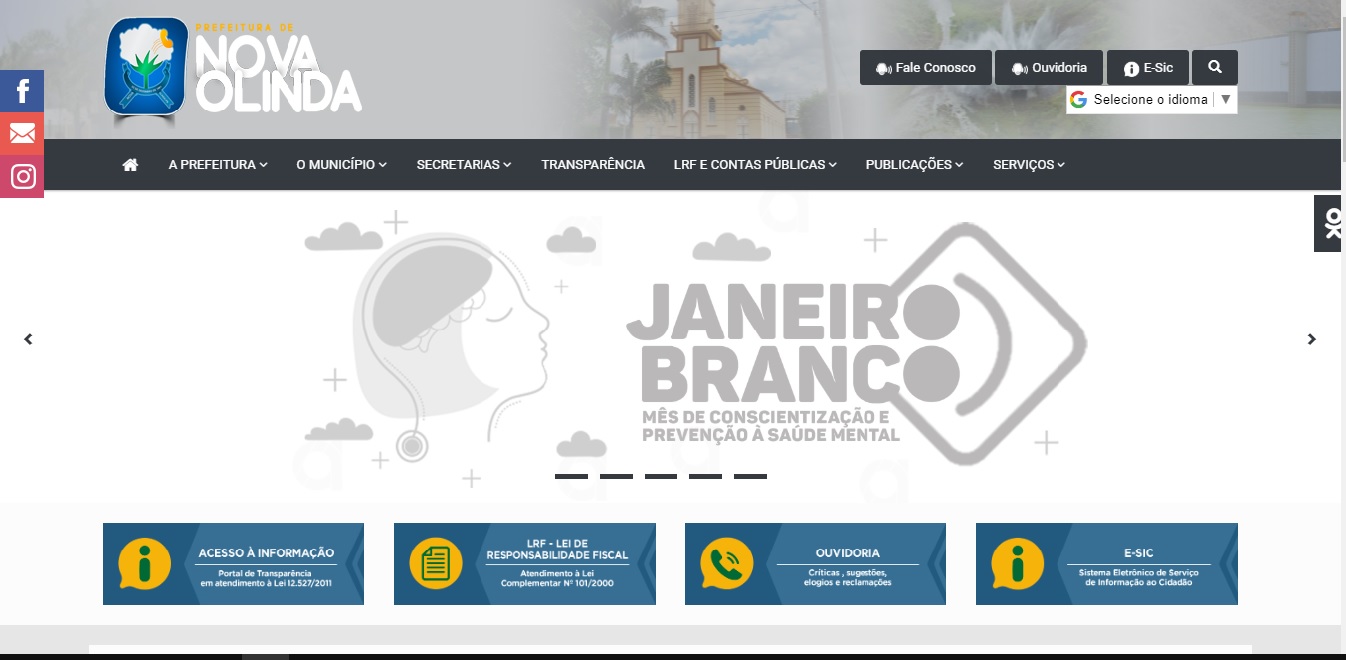 PREFEITURA DE
NOVA
OLINDA
Fale Conosco
Ouvidoria
E-Sic
Selecione o idioma
A PREFEITURA
O MUNICÍPIO
SECRETARIAS
TRANSPARÊNCIA
LRF E CONTAS PÚBLICAS
PUBLICAÇÕES
SERVIÇOS
JANEIRO
BRANCO
MÊS DE CONSCIENTIZAÇÃO E
PREVENÇÃO À SAÚDE MENTAL
ACESSO À INFORMAÇÃO
Portal de Transparência
em atendimento à Lei 12.527/2011
LRF - LEI DE
RESPONSABILIDADE FISCAL
Atendimento à Lei
Complementar Nº 101/2000
OUVIDORIA
Críticas , sugestões,
elogios e reclamações
E-SIC
Sistema Eletrônico de Serviço
de Informação ao Cidadão